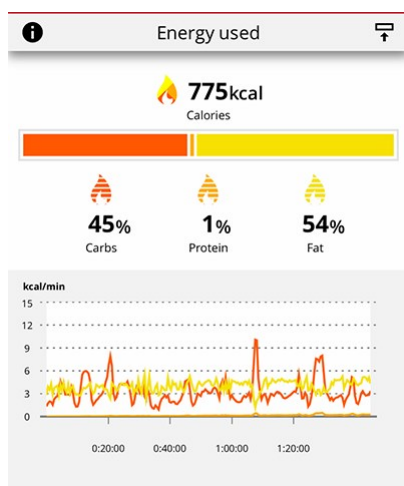 Energy used
775kcal
Calories
45% 1% 54%
Carbs Protein Fat
kcal/min
15
12
9
6
3
0
0:20:00 0:40:00 1:00:00 1:20:00